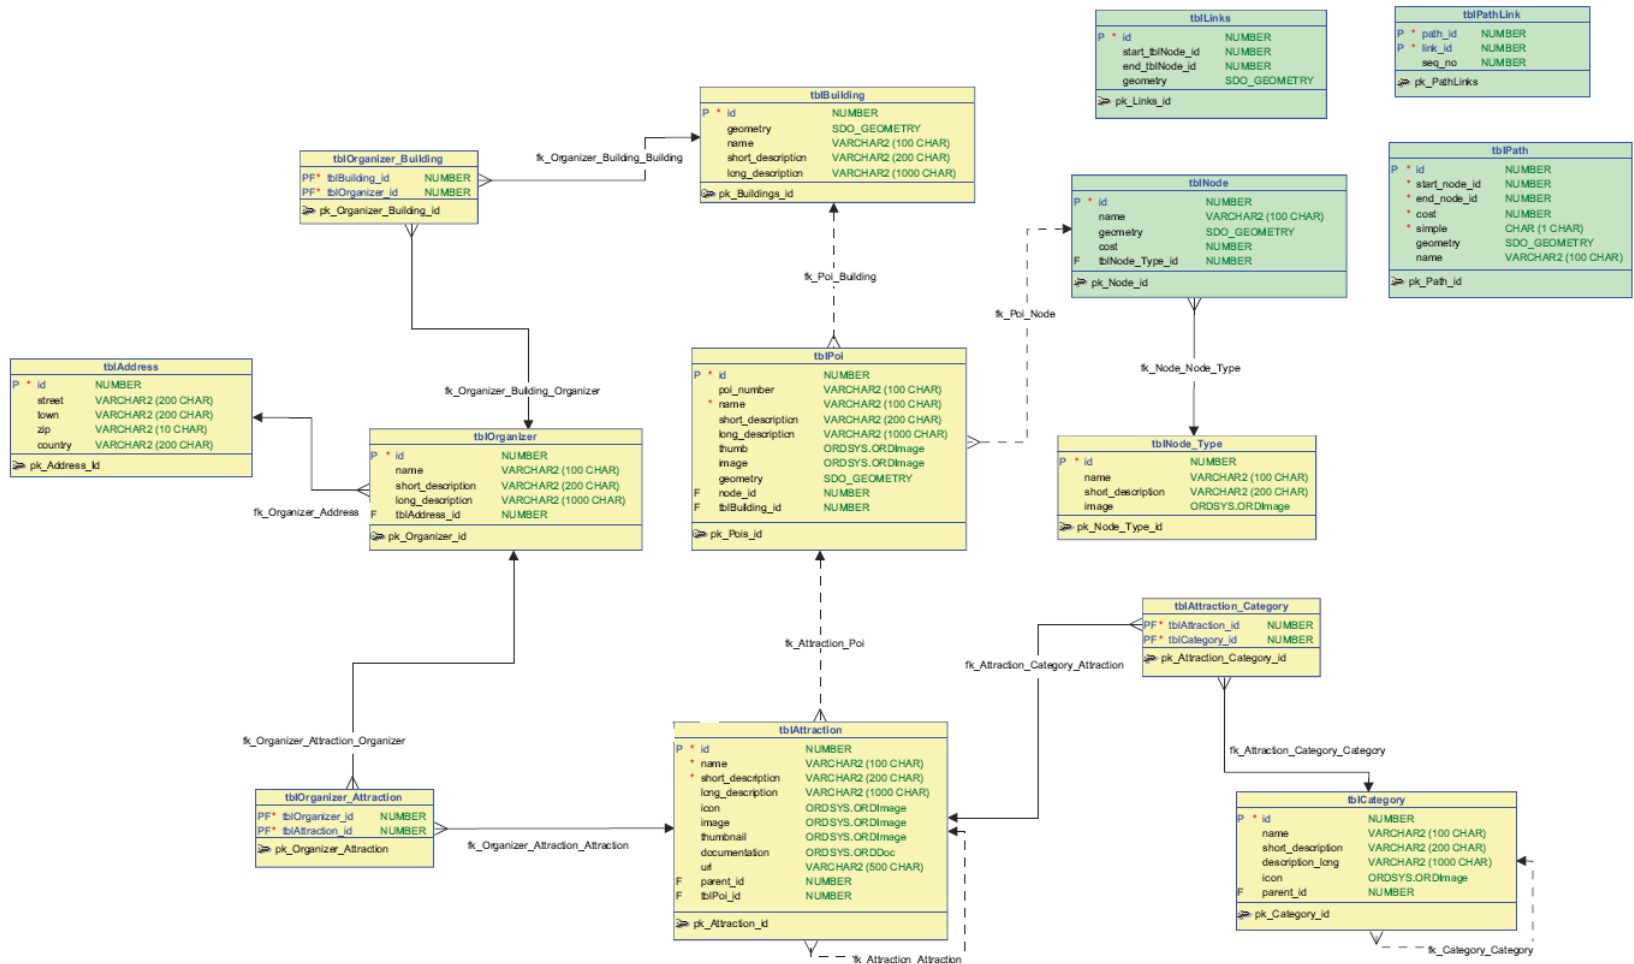 tblLinks
P * id NUMBER
start_tblNode_id NUMBER
end_tblNode_id NUMBER
geometry SDO_GEOMETRY
pk_Links_id
tblPathLink
P * path_id NUMBER
P * link_id NUMBER
seq_no NUMBER
pk_PathLinks
tblBuilding
P * id NUMBER
geometry SDO_GEOMETRY
name VARCHAR2 (100 CHAR)
short_description VARCHAR2 (200 CHAR)
long_description VARCHAR2 (1000 CHAR)
pk_Buildings_id
fk_Organizer_Building_Building
tblOrganizer_Building
PF* tblBuilding_id NUMBER
PF* tblOrganizer_id NUMBER
pk_Organizer_Building_id
tblPath
P * id NUMBER
* start_node_id NUMBER
* end_node_id NUMBER
* cost NUMBER
* simple CHAR (1 CHAR)
geometry SDO_GEOMETRY
name VARCHAR2 (100 CHAR)
pk_Path_id
tblNode
P * id NUMBER
name VARCHAR2 (100 CHAR)
geometry SDO_GEOMETRY
cost NUMBER
F tblNode_Type_id NUMBER
pk_Node_id
fk_Poi_Building
fk_Poi_Node
fk_Node_Node_Type
fk_Organizer_Building_Organizer
tblAddress
P * id NUMBER
street VARCHAR2 (200 CHAR)
town VARCHAR2 (200 CHAR)
zip VARCHAR2 (10 CHAR)
country VARCHAR2 (200 CHAR)
pk_Address_Id
fk_Organizer_Address
tblOrganizer
P * id NUMBER
name VARCHAR2 (100 CHAR)
short_description VARCHAR2 (200 CHAR)
long_description VARCHAR2 (1000 CHAR)
F tblAddress_id NUMBER
pk_Organizer_id
tblPoi
P * id NUMBER
poi_number VARCHAR2 (100 CHAR)
* name VARCHAR2 (100 CHAR)
short_description VARCHAR2 (200 CHAR)
long_description VARCHAR2 (1000 CHAR)
thumb ORDSYS.ORDImage
image ORDSYS.ORDImage
geometry SDO_GEOMETRY
F node_id NUMBER
F tblBuilding_id NUMBER
pk_Pois_id
tblNode_Type
P * id NUMBER
name VARCHAR2 (100 CHAR)
short_description VARCHAR2 (200 CHAR)
image ORDSYS.ORDImage
pk_Node_Type_id
fk_Attraction_Poi
tblAttraction_Category
PF* tblAttraction_id NUMBER
PF* tblCategory_id NUMBER
pk_Attraction_Category_id
fk_Attraction_Category_Attraction
fk_Organizer_Attraction_Organizer
fk_Attraction_Category_Category
tblOrganizer_Attraction
PF* tblOrganizer_id NUMBER
PF* tblAttraction_id NUMBER
pk_Organizer_Attraction
fk_Organizer_Attraction_Attraction
tblAttraction
P * id NUMBER
* name VARCHAR2 (100 CHAR)
* short_description VARCHAR2 (200 CHAR)
long_description VARCHAR2 (1000 CHAR)
icon ORDSYS.ORDImage
image ORDSYS.ORDImage
thumbnail ORDSYS.ORDImage
documentation ORDSYS.ORDDoc
url VARCHAR2 (500 CHAR)
F parent_id NUMBER
F tblPoi_id NUMBER
pk_Attraction_id
fk_Attraction_Attraction
tblCategory
P * id NUMBER
name VARCHAR2 (100 CHAR)
short_description VARCHAR2 (200 CHAR)
description_long VARCHAR2 (1000 CHAR)
icon ORDSYS.ORDImage
F parent_id NUMBER
pk_Category_id
fk_Category_Category